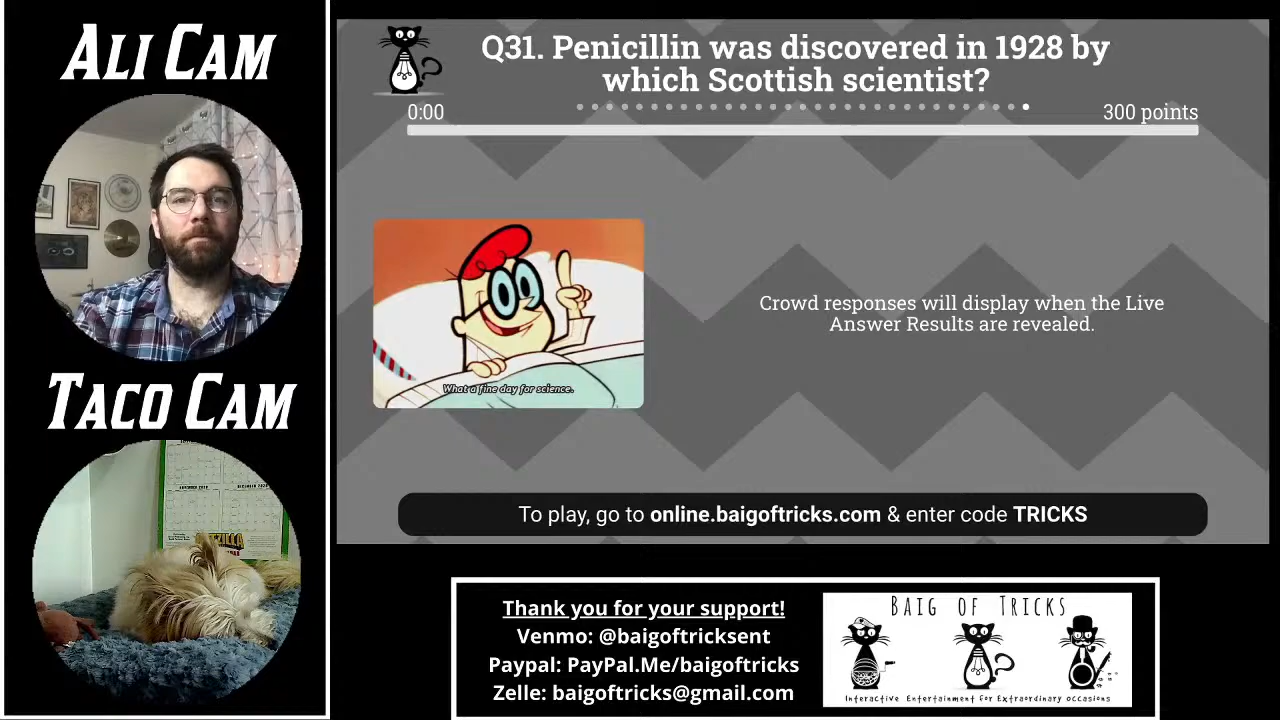 ALI CAM
TACO CAM
Q31. Penicillin was discovered in 1928 by
which Scottish scientist?
0:00
300 points
What a fine day for science.
Crowd responses will display when the Live
Answer Results are revealed.
To play, go to online.baigoftricks.com & enter code TRICKS
Thank you for your support!
Venmo: @baigoftricksent
Paypal: PayPal.Me/baigoftricks
Zelle: baigoftricks@gmail.com
BAIG OF TRICKS
Interactive Entertainment for Extraordinary occasions